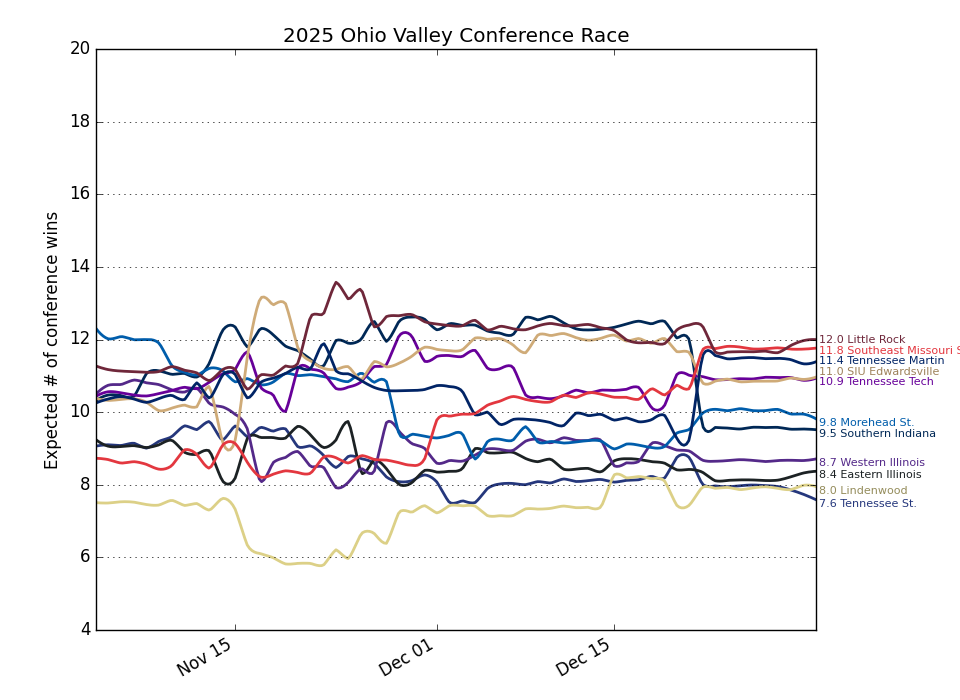 2025 Ohio Valley Conference Race
Expected # of conference wins
20
18
16
14
12
10
8
6
4
Nov 15
Dec 01
Dec 15
12.0 Little Rock
11.8 Southeast Missouri S
11.4 Tennessee Martin
11.0 SIU Edwardsville
10.9 Tennessee Tech
9.8 Morehead St.
9.5 Southern Indiana
8.7 Western Illinois
8.4 Eastern Illinois
8.0 Lindenwood
7.6 Tennessee St.